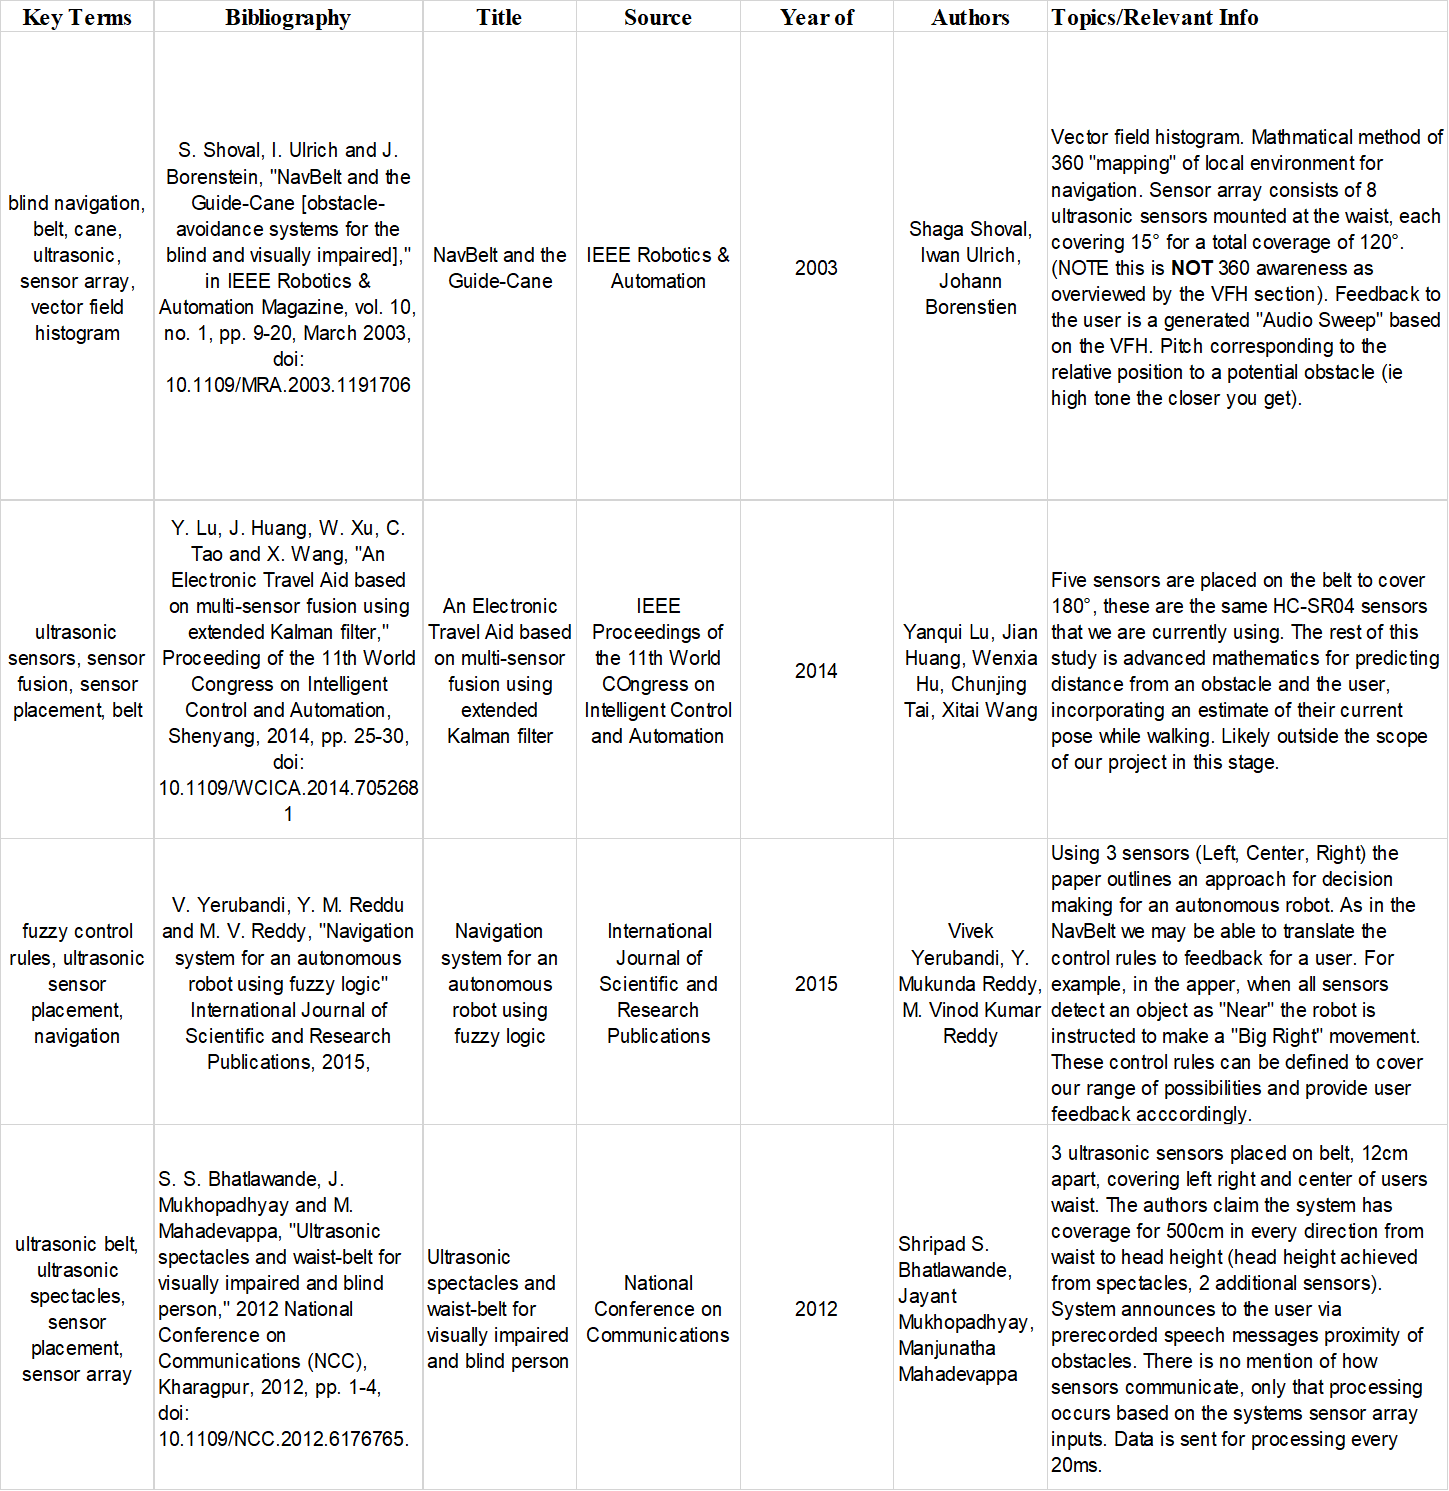 Key Terms
Bibliography
Title
Source
Year of
Authors
Topics/Relevant Info
blind navigation,
belt, cane,
ultrasonic,
sensor array,
vector field
histogram
S. Shoval, I. Ulrich and J.
Borenstein, "NavBelt and the
Guide-Cane [obstacle-
avoidance systems for the
blind and visually impaired],"
in IEEE Robotics &
Automation Magazine, vol. 10,
no. 1, pp. 9-20, March 2003,
doi:
10.1109/MRA.2003.1191706
NavBelt and the
Guide-Cane
IEEE Robotics &
Automation
2003
Shaga Shoval,
Iwan Ulrich,
Johann
Borenstien
Vector field histogram. Mathmatical method of
360 "mapping" of local environment for
navigation. Sensor array consists of 8
ultrasonic sensors mounted at the waist, each
covering 15° for a total coverage of 120°.
(NOTE this is NOT 360 awareness as
overviewed by the VFH section). Feedback to
the user is a generated "Audio Sweep" based
on the VFH. Pitch corresponding to the
relative position to a potential obstacle (ie
high tone the closer you get).
ultrasonic
sensors, sensor
fusion, sensor
placement, belt
Y. Lu, J. Huang, W. Xu, C.
Tao and X. Wang, "An
Electronic Travel Aid based
on multi-sensor fusion using
extended Kalman filter,"
Proceeding of the 11th World
Congress on Intelligent
Control and Automation,
Shenyang, 2014, pp. 25-30,
doi:
10.1109/WCICA.2014.705268
1
An Electronic
Travel Aid based
on multi-sensor
fusion using
extended
Kalman filter
IEEE
Proceedings of
the 11th World
COngress on
Intelligent Control
and Automation
2014
Yanqui Lu, Jian
Huang, Wenxia
Hu, Chunjing
Tai, Xitai Wang
Five sensors are placed on the belt to cover
180°, these are the same HC-SR04 sensors
that we are currently using. The rest of this
study is advanced mathematics for predicting
distance from an obstacle and the user,
incorporating an estimate of their current
pose while walking. Likely outside the scope
of our project in this stage.
fuzzy control
rules, ultrasonic
sensor
placement,
navigation
V. Yerubandi, Y. M. Reddu
and M. V. Reddy, "Navigation
system for an autonomous
robot using fuzzy logic"
International Journal of
Scientific and Research
Publications, 2015,
Navigation
system for an
autonomous
robot using
fuzzy logic
International
Journal of
Scientific and
Research
Publications
2015
Vivek
Yerubandi, Y.
Mukunda Reddy,
M. Vinod Kumar
Reddy
Using 3 sensors (Left, Center, Right) the
paper outlines an approach for decision
making for an autonomous robot. As in the
NavBelt we may be able to translate the
control rules to feedback for a user. For
example, in the apper, when all sensors
detect an object as "Near" the robot is
instructed to make a "Big Right" movement.
These control rules can be defined to cover
our range of possibilities and provide user
feedback acccordingly.
ultrasonic belt,
ultrasonic
spectacles,
sensor
placement,
sensor array
S. S. Bhatlawande, J.
Mukhopadhyay and M.
Mahadevappa, "Ultrasonic
spectacles and waist-belt for
visually impaired and blind
person," 2012 National
Conference on
Communications (NCC),
Kharagpur, 2012, pp. 1-4,
doi:
10.1109/NCC.2012.6176765.
Ultrasonic
spectacles and
waist-belt for
visually impaired
and blind person
National
Conference on
Communications
2012
Shripad S.
Bhatlawande,
Jayant
Mukhopadhyay,
Manjunatha
Mahadevappa
3 ultrasonic sensors placed on belt, 12cm
apart, covering left right and center of users
waist. The authors claim the system has
coverage for 500cm in every direction from
waist to head height (head height achieved
from spectacles, 2 additional sensors).
System announces to the user via
prerecorded speech messages proximity of
obstacles. There is no mention of how
sensors communicate, only that processing
occurs based on the systems sensor array
inputs. Data is sent for processing every
20ms.